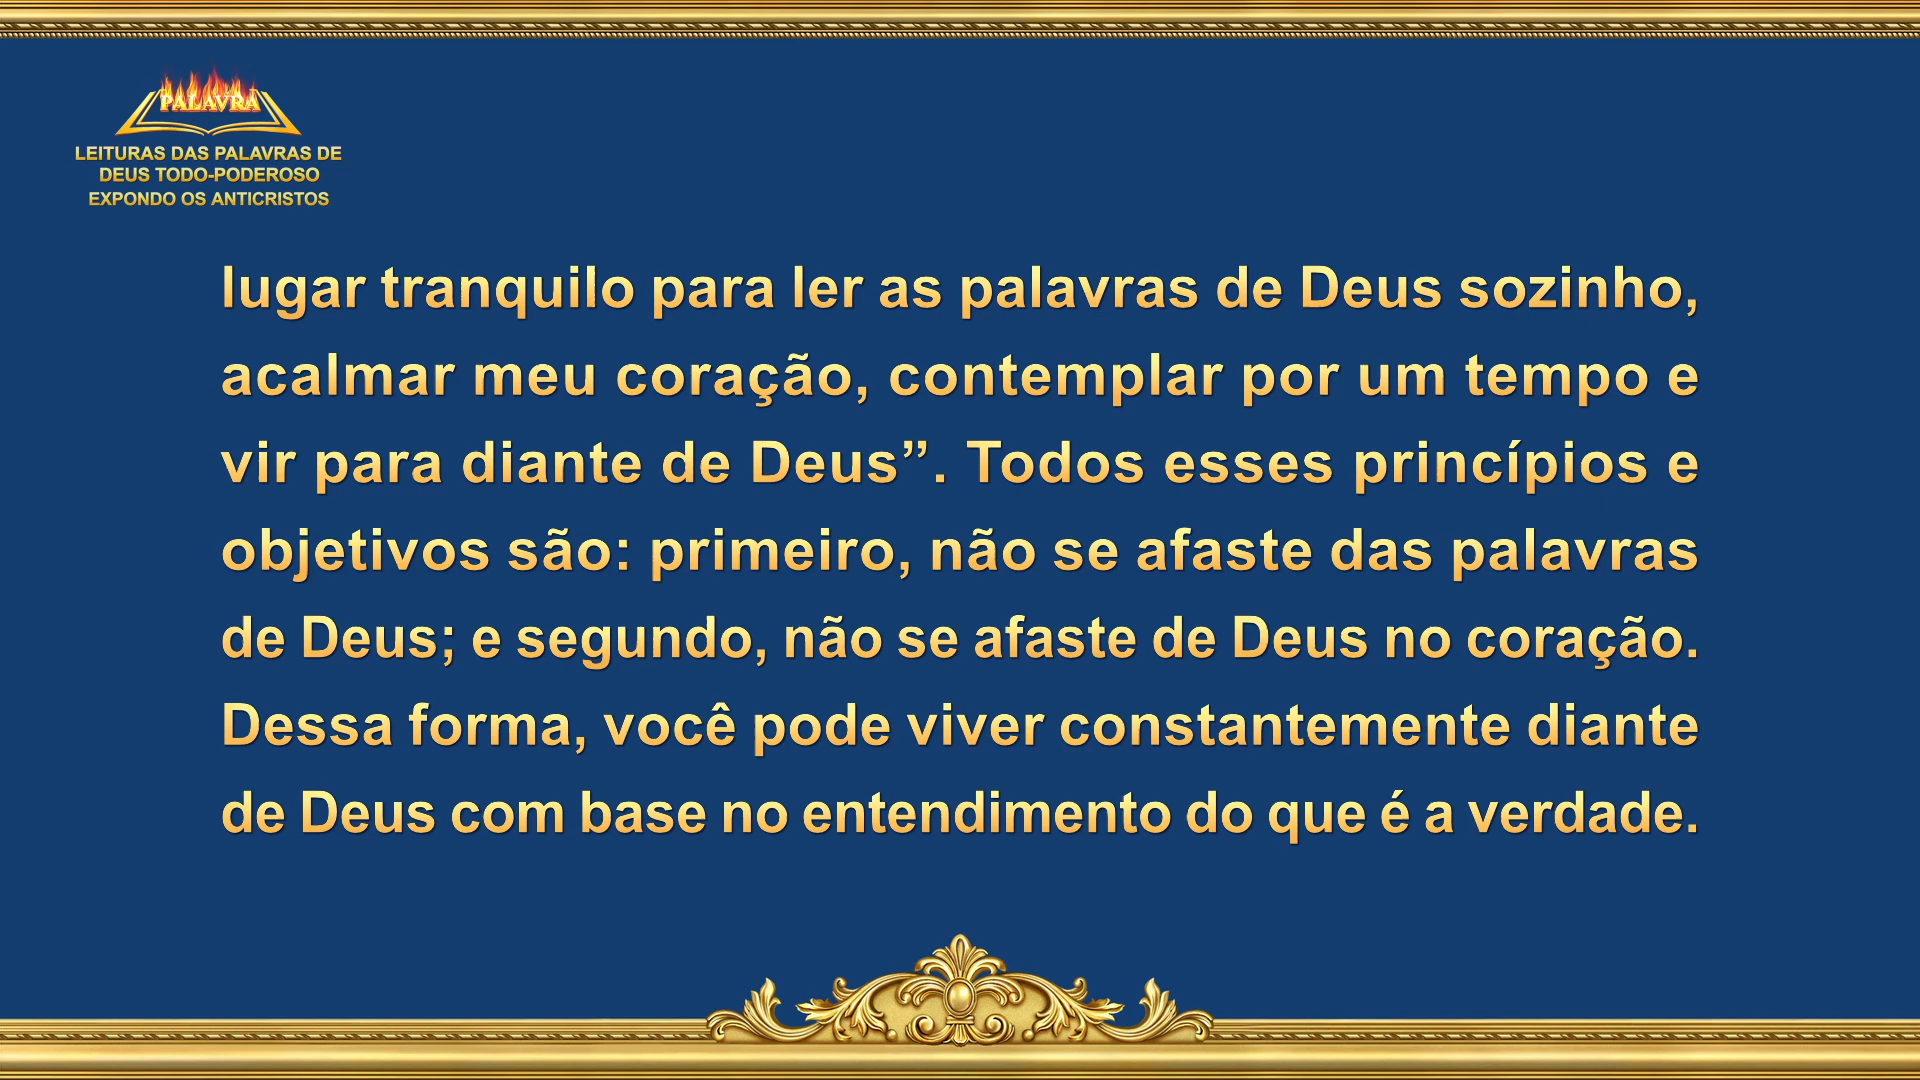 PALAVRA
LEITURAS DAS PALAVRAS DE
DEUS TODO-PODEROSO
EXPONDO OS ANTICRISTOS
lugar tranquilo para ler as palavras de Deus sozinho,
acalmar meu coração, contemplar por um tempo e
vir para diante de Deus”. Todos esses princípios e
objetivos são: primeiro, não se afaste das palavras
de Deus; e segundo, não se afaste de Deus no coração.
Dessa forma, você pode viver constantemente diante
de Deus com base no entendimento do que é a verdade.